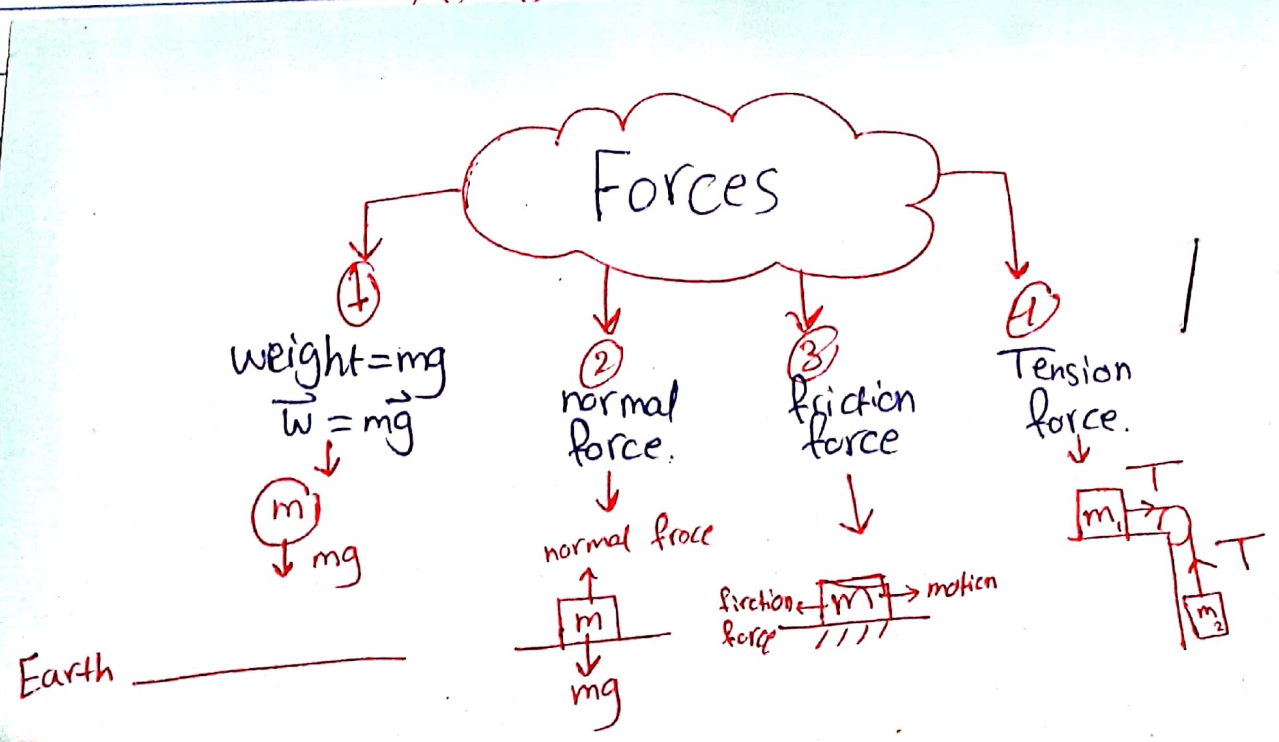 Forces
1
weight=mg
w = mg
m
mg
Earth
2
normal
force.
normal froce
m
mg
3
friction
force
firction
force
m
motion
4
Tension
force.
T
m1
T
m2